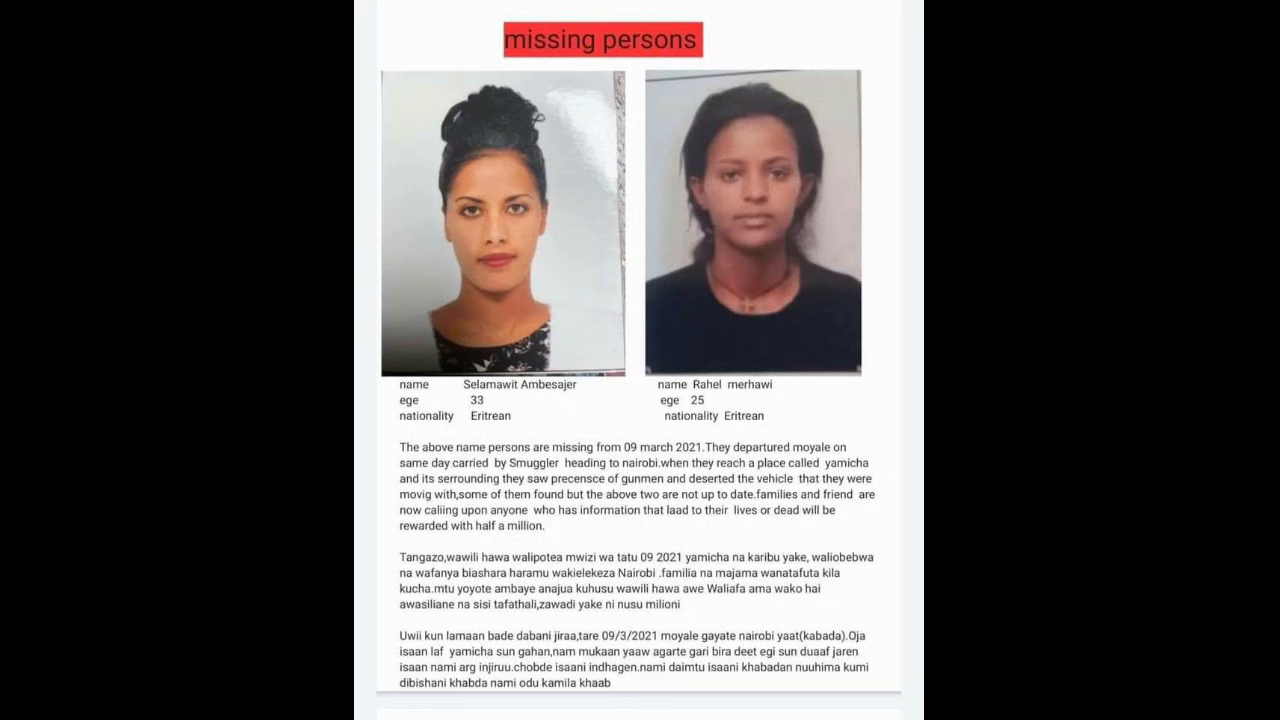 missing persons
name Selamawit Ambesajer
ege 33
nationality Eritrean
name Rahel merhawi
ege 25
nationality Eritrean
The above name persons are missing from 09 march 2021.They departured moyale on
same day carried by Smuggler heading to nairobi.when they reach a place called yamicha
and its serrounding they saw precensce of gunmen and deserted the vehicle that they were
movig with,some of them found but the above two are not up to date.families and friend are
now caliing upon anyone who has information that laad to their lives or dead will be
rewarded with half a million.
Tangazo,wawili hawa walipotea mwizi wa tatu 09 2021 yamicha na karibu yake, waliobebwa
na wafanya biashara haramu wakielekeza Nairobi .familia na majama wanatafuta kila
kucha.mtu yoyote ambaye anajua kuhusu wawili hawa awe Waliafa ama wako hai
awasiliane na sisi tafathali,zawadi yake ni nusu milioni
Uwii kun lamaan bade dabani jiraa,tare 09/3/2021 moyale gayate nairobi yaat(kabada).Oja
isaan laf yamicha sun gahan,nam mukaan yaaw agarte gari bira deet egi sun duaaf jaren
isaan nami arg injiruu.chobde isaani indhagen.nami daimtu isaani khabadan nuuhima kumi
dibishani khabda nami odu kamila khaab